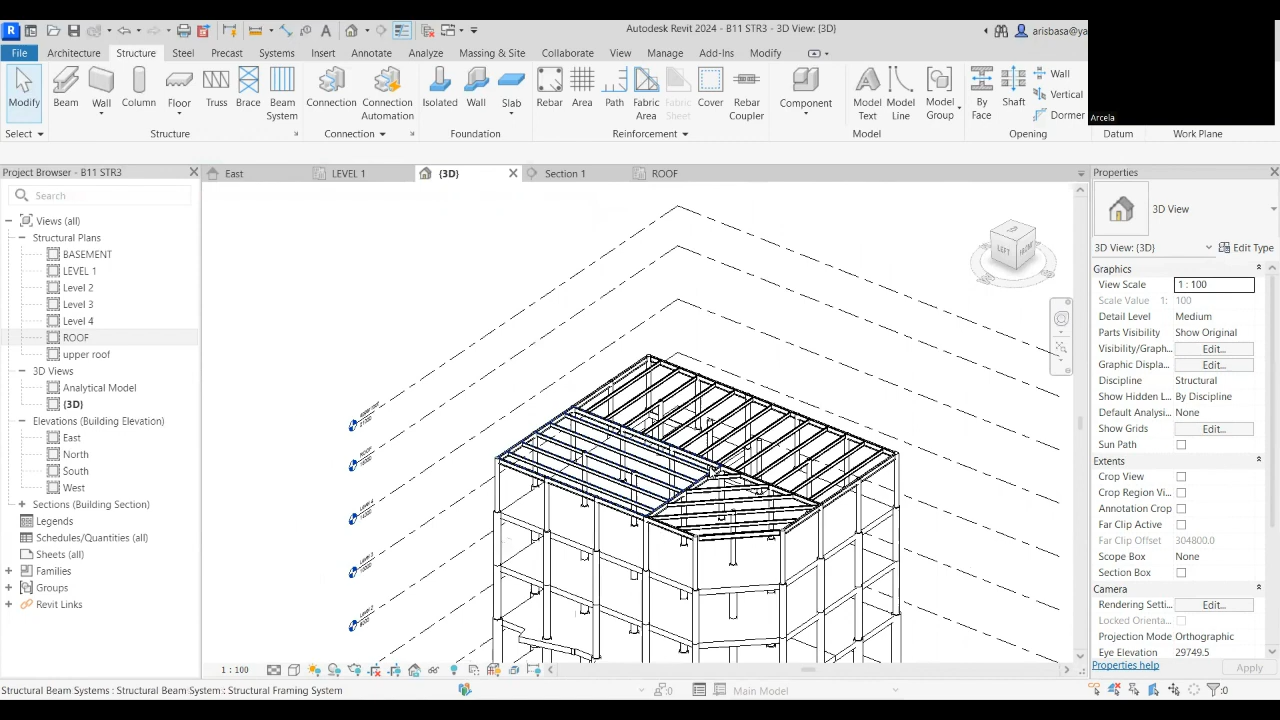 Autodesk Revit 2024 - B11 STR3 - 3D View: {3D}
arisbasa@ya
File Architecture Structure Steel Precast Systems Insert Annotate Analyze Massing & Site Collaborate View Manage Add-Ins Modify
Modify Beam Wall Column Floor Truss Brace Beam System Connection Connection Automation Isolated Wall Slab Rebar Area Path Fabric Area Fabric Sheet Cover Rebar Coupler Component Model Text Model Line Model Group By Face Shaft Wall Vertical Dormer
Arcela
Select Structure Connection Foundation Reinforcement Model Opening Datum Work Plane
Project Browser - B11 STR3
East
LEVEL 1
{3D}
Section 1
ROOF
Properties
Search
Views (all)
Structural Plans
BASEMENT
LEVEL 1
Level 2
Level 3
Level 4
ROOF
upper roof
3D Views
Analytical Model
{3D}
Elevations (Building Elevation)
East
North
South
West
Sections (Building Section)
Legends
Schedules/Quantities (all)
Sheets (all)
Families
Groups
Revit Links
LEFT
3D View
3D View: {3D} Edit Type
Graphics
View Scale 1 : 100
Scale Value 1: 100
Detail Level Medium
Parts Visibility Show Original
Visibility/Graph... Edit...
Graphic Displa... Edit...
Discipline Structural
Show Hidden L... By Discipline
Default Analysi... None
Show Grids Edit...
Sun Path
Extents
Crop View
Crop Region Vi...
Annotation Crop
Far Clip Active
Far Clip Offset 304800.0
Scope Box None
Section Box
Camera
Rendering Setti... Edit...
Locked Orienta...
Projection Mode Orthographic
Eye Elevation 29749.5
Properties help Apply
1 : 100
Structural Beam Systems : Structural Beam System : Structural Framing System
:0
Main Model
:0